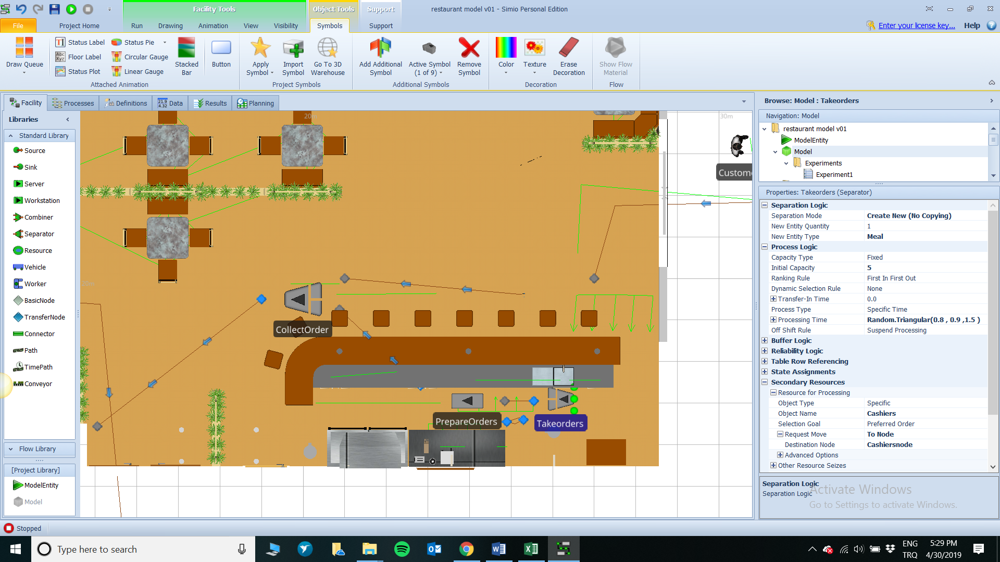 Facility Tools
Object Tools
Support
restaurant model v01 - Simio Personal Edition
File
Project Home
Run
Drawing
Animation
View
Visibility
Symbols
Support
Enter your license key...
Help
Draw Queue
Status Label
Floor Label
Status Plot
Status Pie
Circular Gauge
Linear Gauge
Stacked Bar
Button
Apply Symbol
Import Symbol
Go To 3D Warehouse
Add Additional Symbol
Active Symbol (1 of 9)
Remove Symbol
Color
Texture
Erase Decoration
Show Flow Material
Attached Animation
Project Symbols
Additional Symbols
Decoration
Flow
Facility
Processes
Definitions
21.9
4.32
Data
Results
Planning
Libraries
Standard Library
Source
Sink
Server
Workstation
Combiner
Separator
Resource
Vehicle
Worker
BasicNode
TransferNode
Connector
Path
TimePath
Conveyor
Flow Library
[Project Library]
ModelEntity
Model
20m
30m
20m
Custome
CollectOrder
PrepareOrders
Takeorders
Browse: Model : Takeorders
Navigation: Model
restaurant model v01
ModelEntity
Model
Experiments
Experiment1
Properties: Takeorders (Separator)
Separation Logic
Separation Mode Create New (No Copying)
New Entity Quantity 1
New Entity Type Meal
Process Logic
Capacity Type Fixed
Initial Capacity 5
Ranking Rule First In First Out
Dynamic Selection Rule None
Transfer-In Time 0.0
Process Type Specific Time
Processing Time Random.Triangular(0.8 , 0.9 ,1.5 )
Off Shift Rule Suspend Processing
Buffer Logic
Reliability Logic
Table Row Referencing
State Assignments
Secondary Resources
Resource for Processing
Object Type Specific
Object Name Cashiers
Selection Goal Preferred Order
Request Move To Node
Destination Node Cashiersnode
Advanced Options
Other Resource Seizes
Separation Logic
Separation Logic
Activate Windows
Go to Settings to activate Windows.
Stopped
Type here to search
ENG
TRQ
5:29 PM
4/30/2019